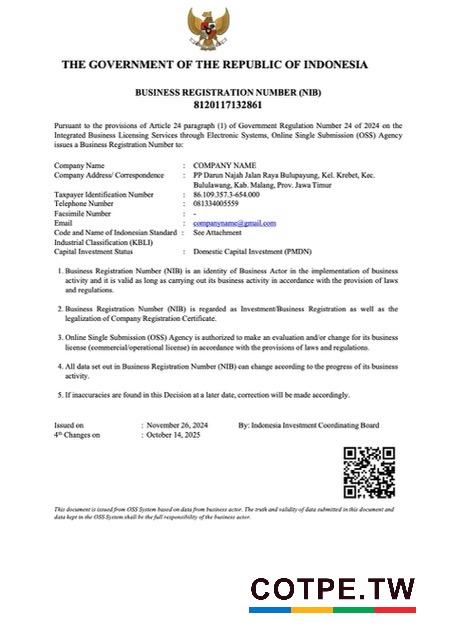 THE GOVERNMENT OF THE REPUBLIC OF INDONESIA
BUSINESS REGISTRATION NUMBER (NIB)
8120117132861
Pursuant to the provisions of Article 24 paragraph (1) of Government Regulation Number 24 of 2024 on the
Integrated Business Licensing Services through Electronic Systems, Online Single Submission (OSS) Agency
issues a Business Registration Number to:
Company Name : COMPANY NAME
Company Address/ Correspondence : PP Darun Najah Jalan Raya Bulupayung, Kel. Krebet, Kec.
Bululawang, Kab. Malang, Prov. Jawa Timur
Taxpayer Identification Number : 86.109.357.3-654.000
Telephone Number : 081334005559
Facsimile Number : -
Email : companyname@gmail.com
Code and Name of Indonesian Standard : See Attachment
Industrial Classification (KBLI)
Capital Investment Status : Domestic Capital Investment (PMDN)
1. Business Registration Number (NIB) is an identity of Business Actor in the implementation of business
activity and it is valid as long as carrying out its business activity in accordance with the provision of laws
and regulations.
2. Business Registration Number (NIB) is regarded as Investment/Business Registration as well as the
legalization of Company Registration Certificate.
3. Online Single Submission (OSS) Agency is authorized to make an evaluation and/or change for its business
license (commercial/operational license) in accordance with the provisions of laws and regulations.
4. All data set out in Business Registration Number (NIB) can change according to the progress of its business
activity.
5. If inaccuracies are found in this Decision at a later date, correction will be made accordingly.
Issued on : November 26, 2024 By: Indonesia Investment Coordinating Board
4th Changes on : October 14, 2025
This document is issued from OSS System based on data from business actor. The truth and validity of data submitted in this document and
data kept in the OSS System shall be the full responsibility of the business actor.
COTPE.TW